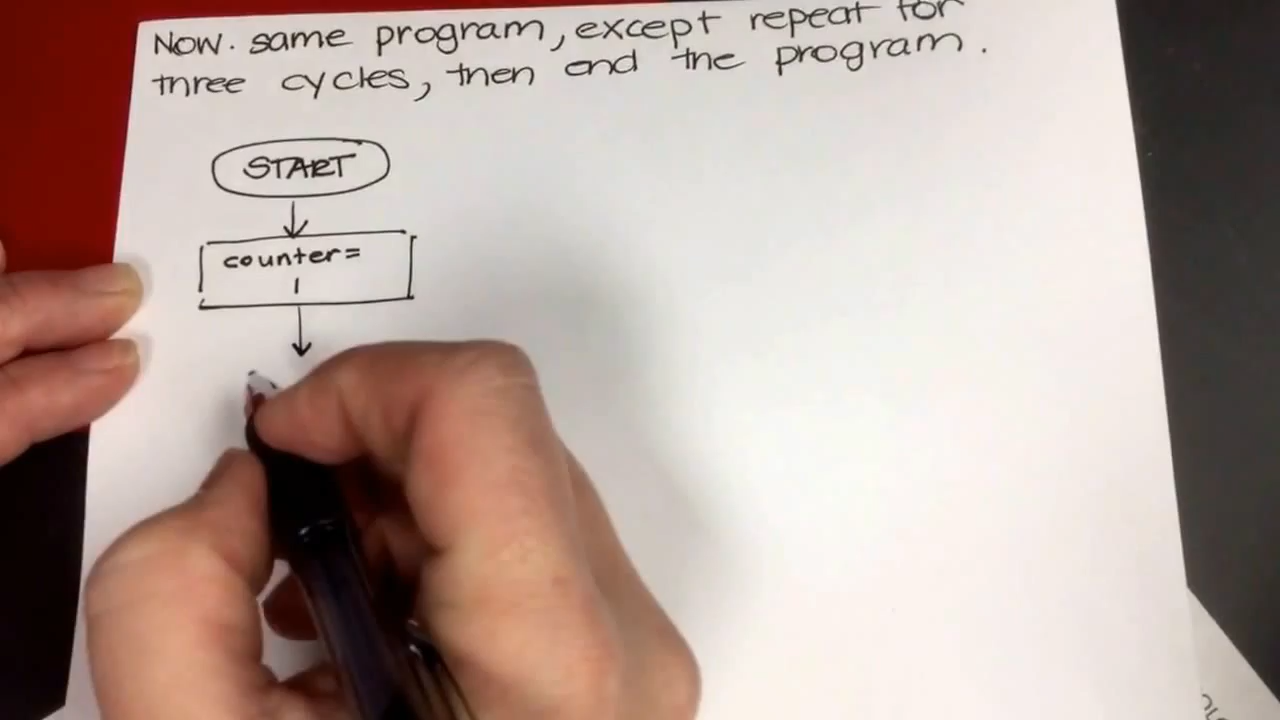 NOW. same program, except repeat for
three cycles, then end the program.
START
counter=
1